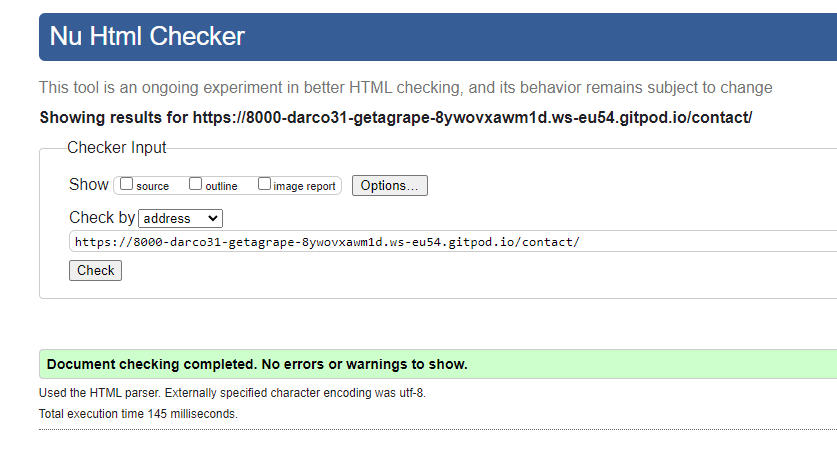 Nu Html Checker
This tool is an ongoing experiment in better HTML checking, and its behavior remains subject to change
Showing results for https://8000-darco31-getagrape-8ywovxawm1d.ws-eu54.gitpod.io/contact/
Checker Input
Show source outline image report Options...
Check by address
https://8000-darco31-getagrape-8ywovxawm1d.ws-eu54.gitpod.io/contact/
Check
Document checking completed. No errors or warnings to show.
Used the HTML parser. Externally specified character encoding was utf-8.
Total execution time 145 milliseconds.